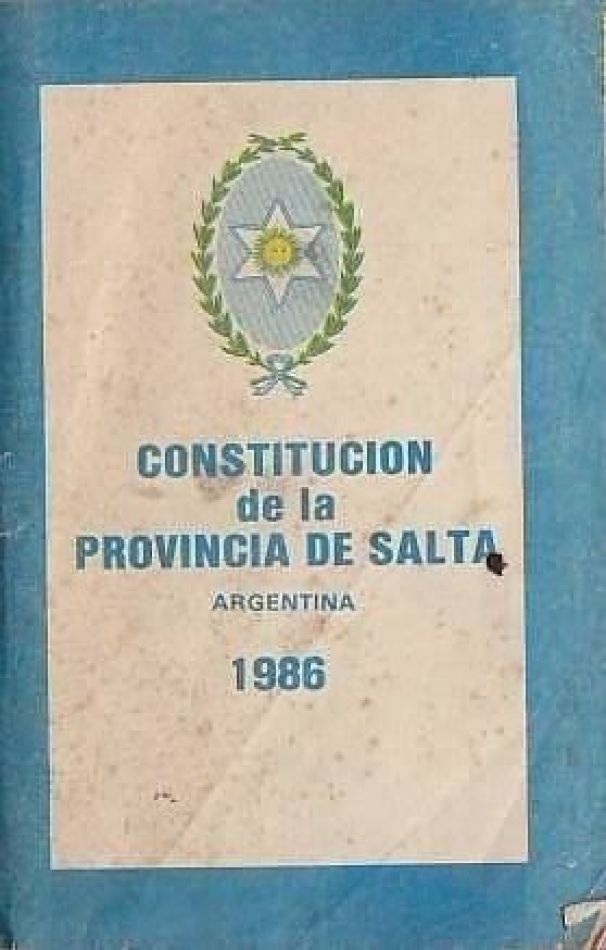 CONSTITUCION
de la
PROVINCIA DE SALTA
ARGENTINA
1986